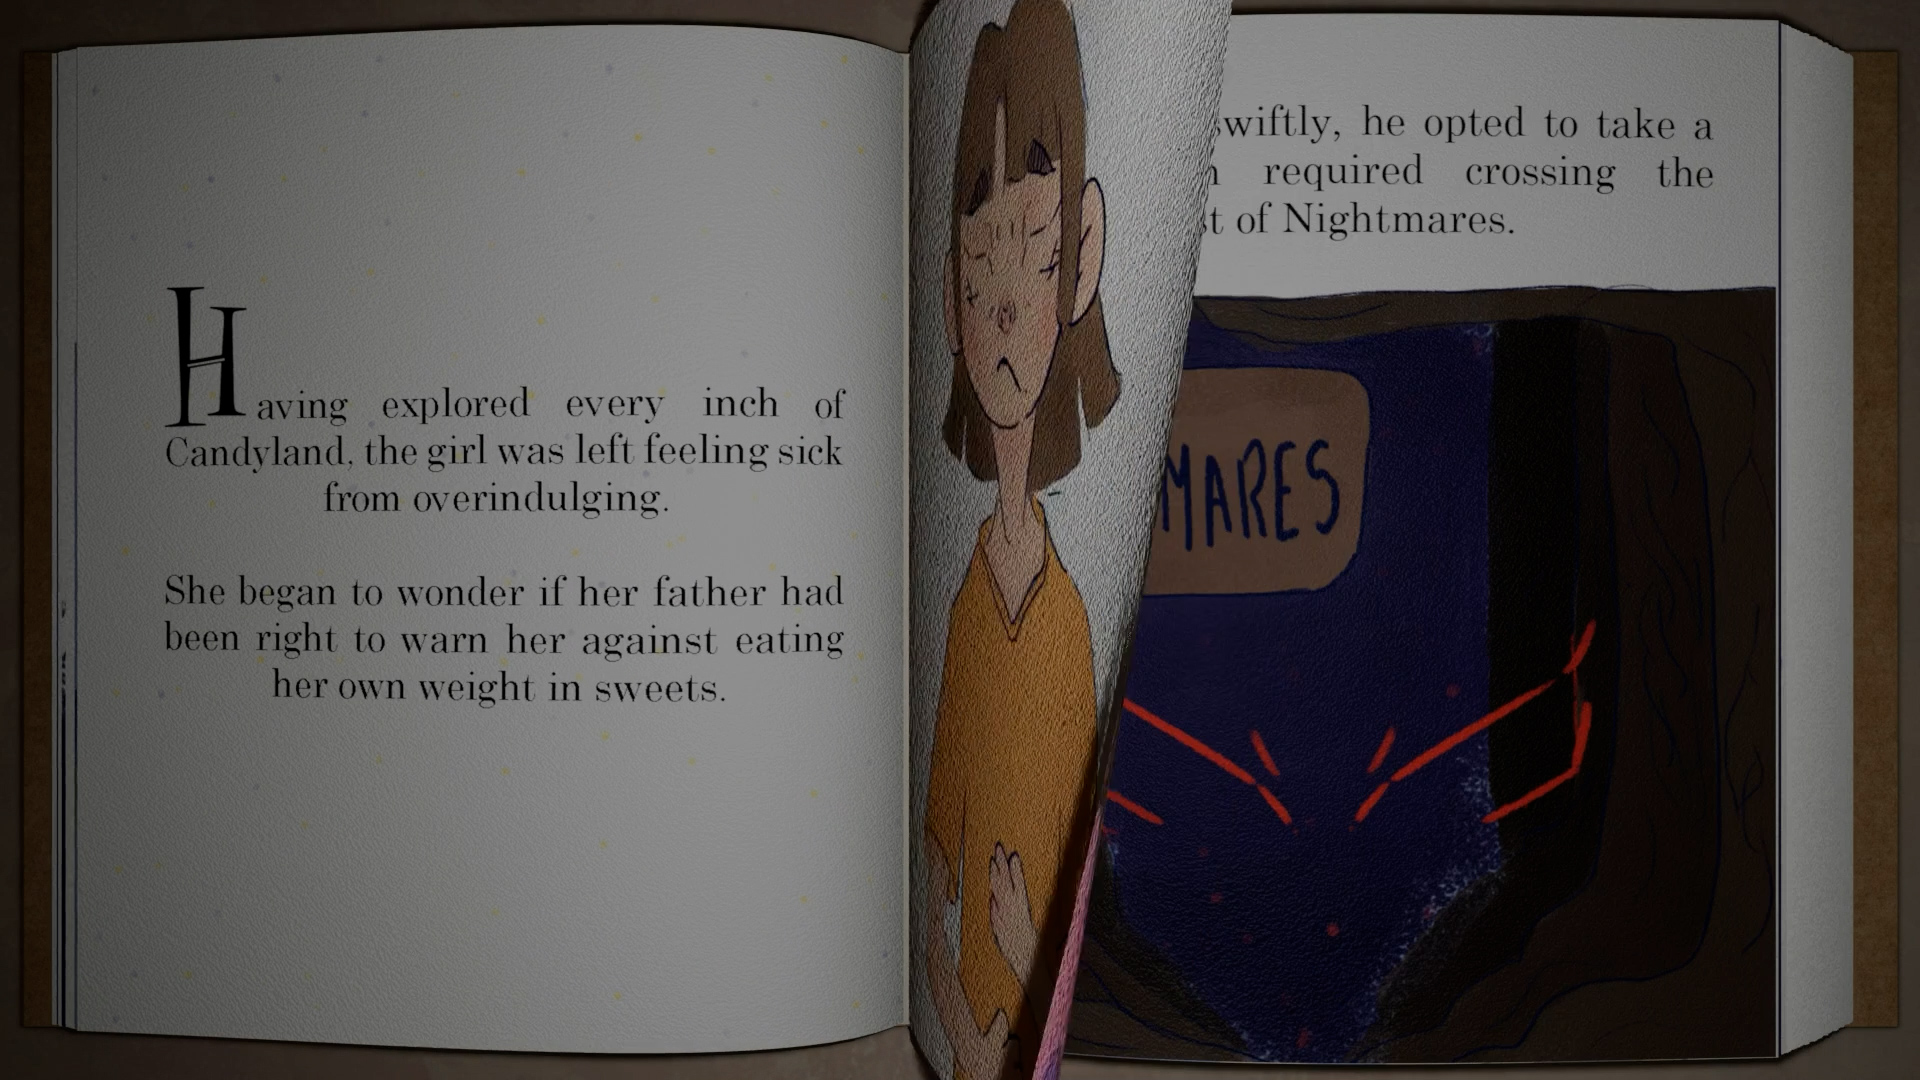 Having explored every inch of
Candyland, the girl was left feeling sick
from overindulging.
She began to wonder if her father had
been right to warn her against eating
her own weight in sweets.
swiftly, he opted to take a
required crossing the
of Nightmares.
MARES